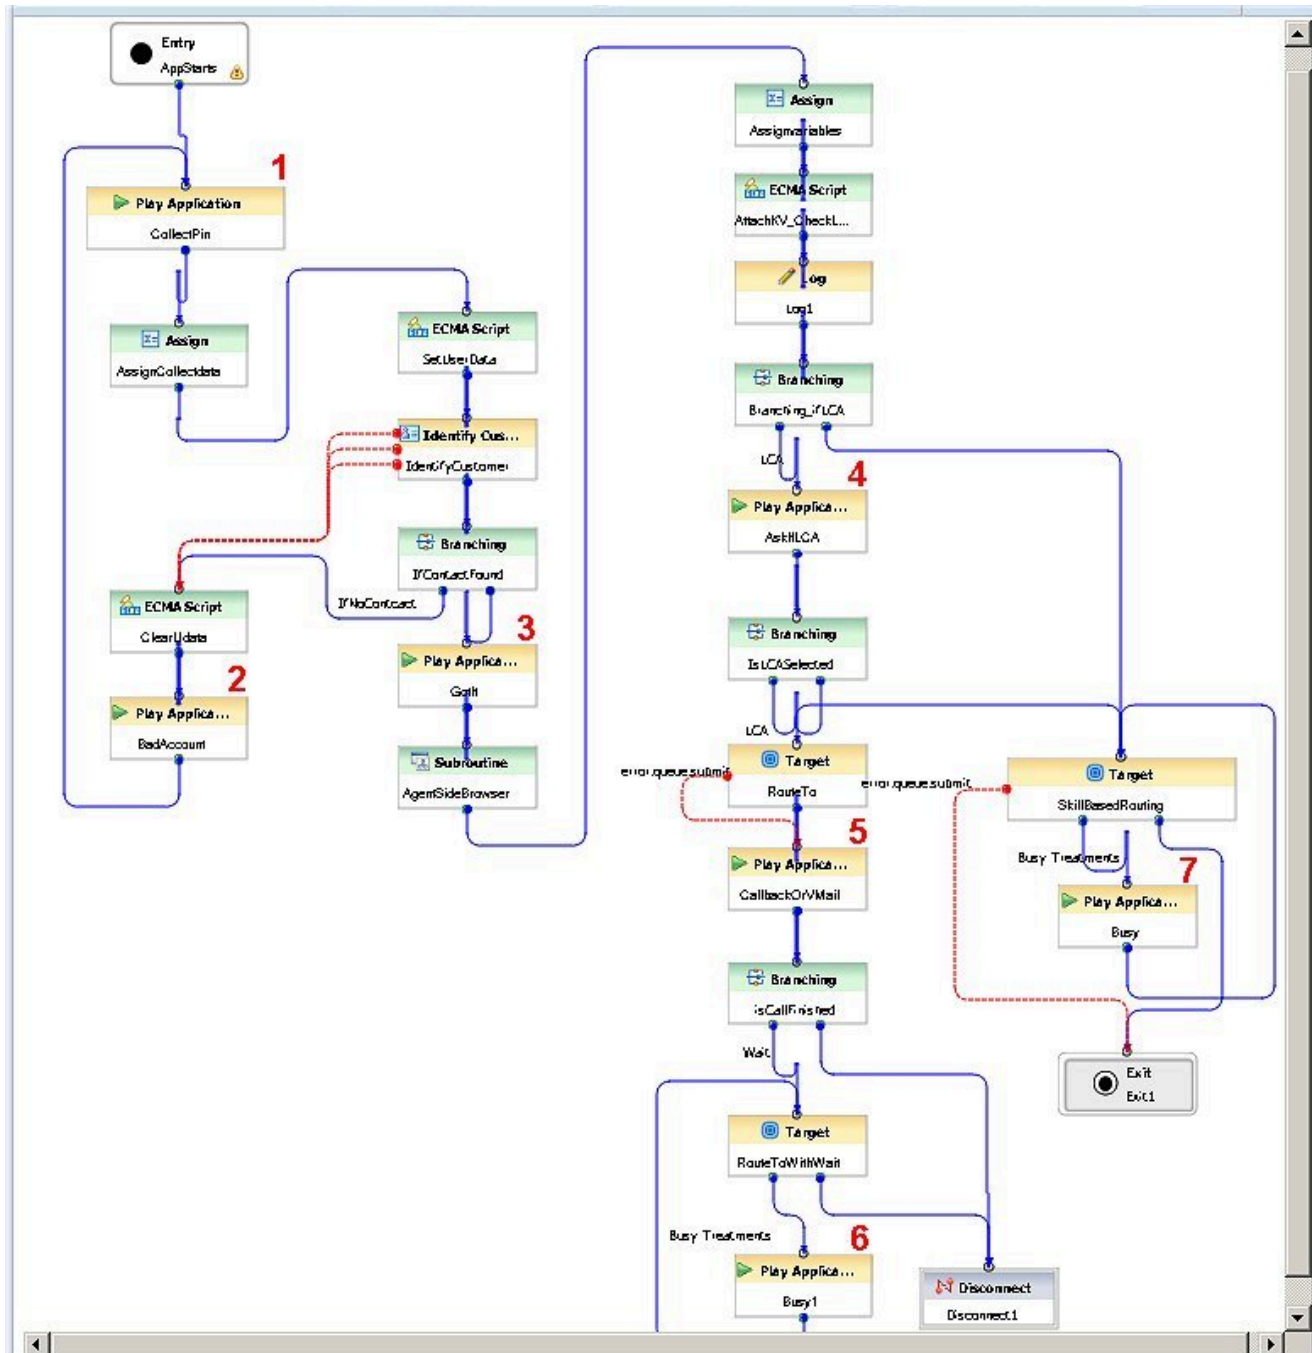 Entry
AppStarts
1
Play Application
CollectPin
Assign
AssignCollectdata
ECMA Script
SetUserData
Identify Cus...
IdentifyCustomer
Branching
IfContactFound
IfNoContact
ECMA Script
ClearUdata
2
Play Applica...
BadAccount
3
Play Applica...
GotIt
Subroutine
AgentSideBrowser
Assign
Assignvariables
ECMA Script
AttachKV_CheckL...
Log
Log1
Branching
Branching_ifLCA
LCA
4
Play Applica...
Branching
IsLCASelected
LCA
Target
error.queue.submit
RouteTo
5
Play Applica...
CallbackOrVMail
Branching
isCallFinished
Wait
Target
RouteToWithWait
Busy Treatments
6
Play Applica...
Busy1
Disconnect
Disconnect1
Target
error.queue.submit
SkillBasedRouting
Busy Treatments
7
Play Applica...
Busy
Exit
Exit1